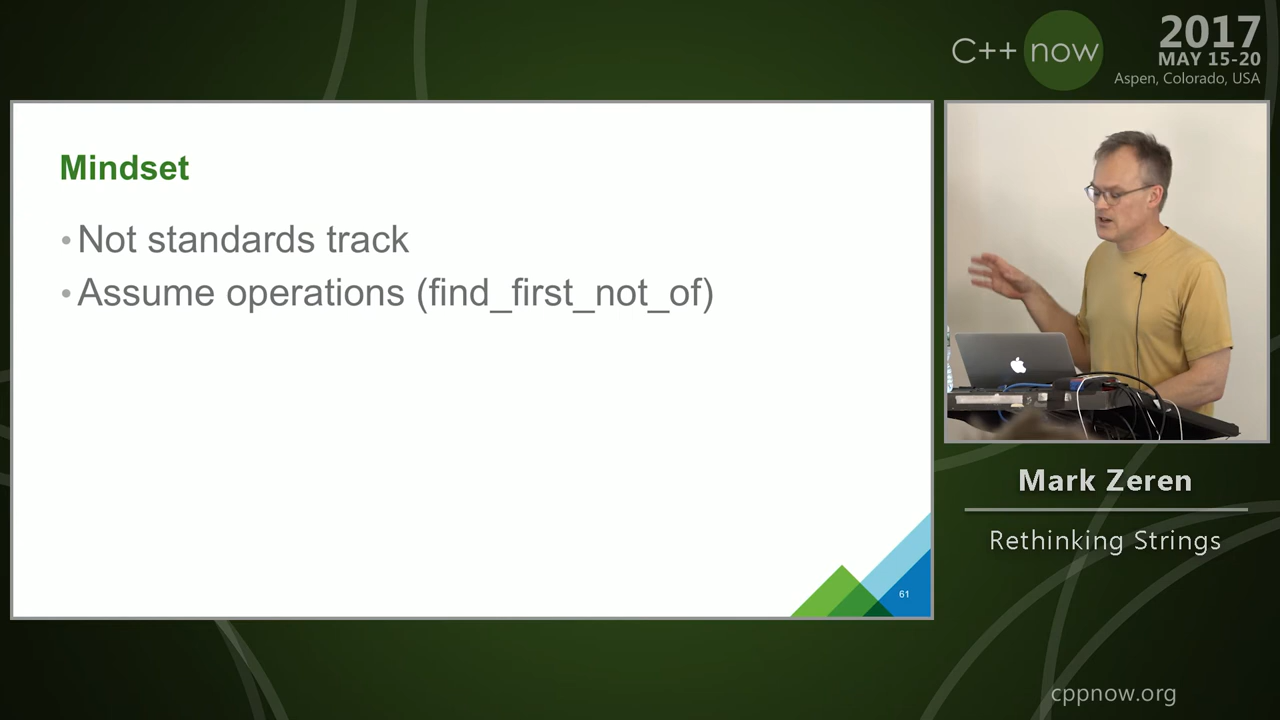 C++ now
2017
MAY 15-20
Aspen, Colorado, USA
Mindset
• Not standards track
• Assume operations (find_first_not_of)
61
Mark Zeren
Rethinking Strings
cppnow.org